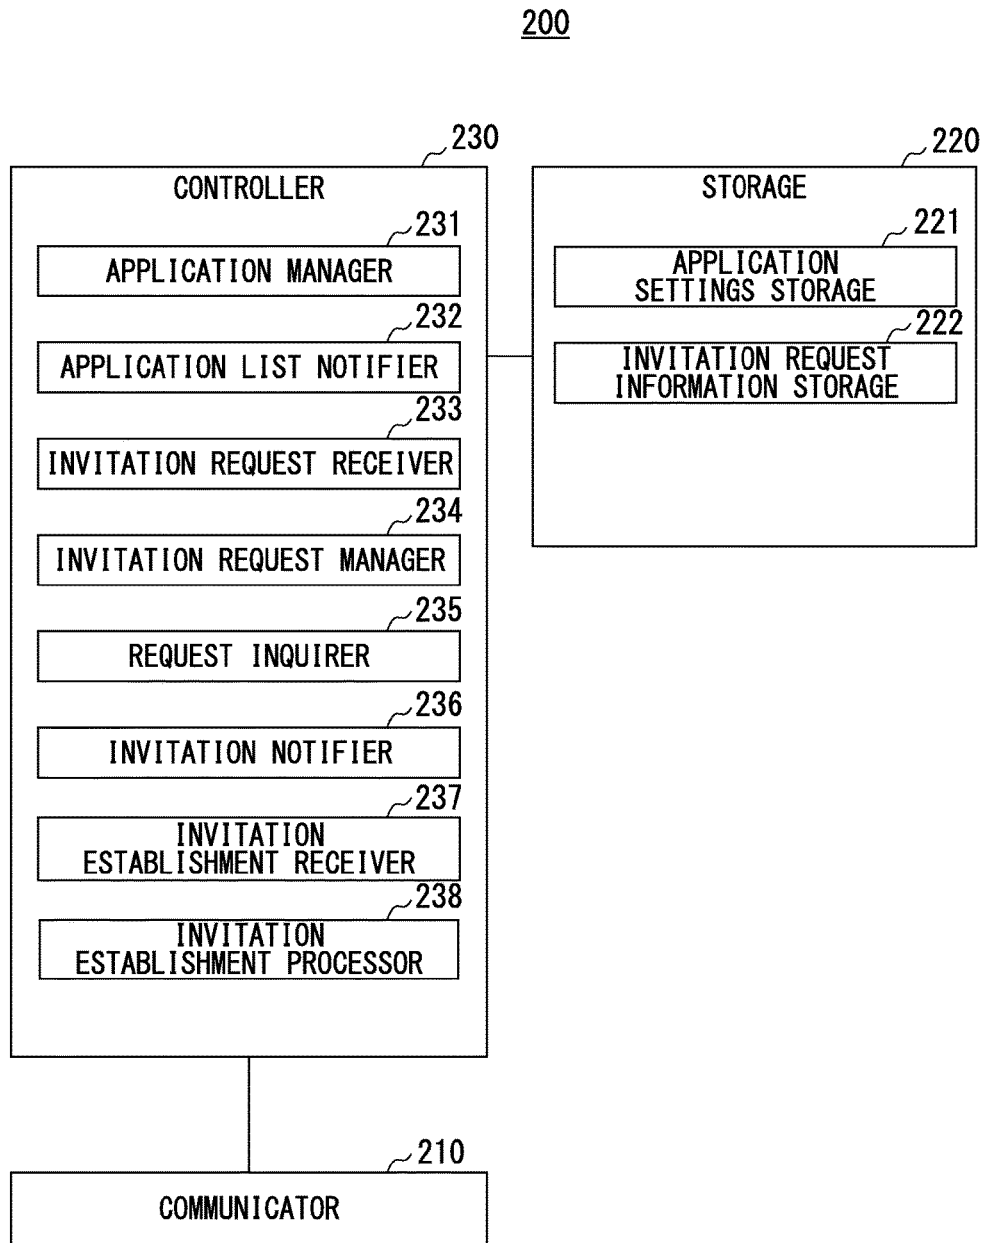 200
230
CONTROLLER
231
APPLICATION MANAGER
232
APPLICATION LIST NOTIFIER
233
INVITATION REQUEST RECEIVER
234
INVITATION REQUEST MANAGER
235
REQUEST INQUIRER
236
INVITATION NOTIFIER
237
INVITATION
ESTABLISHMENT RECEIVER
238
INVITATION
ESTABLISHMENT PROCESSOR
220
STORAGE
221
APPLICATION
SETTINGS STORAGE
222
INVITATION REQUEST
INFORMATION STORAGE
210
COMMUNICATOR